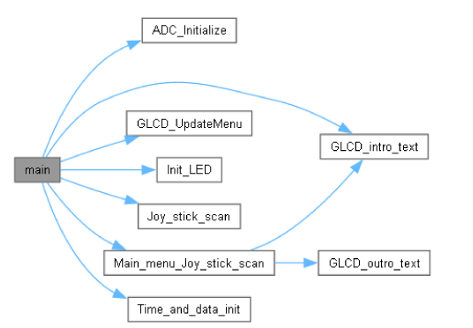 ADC_Initialize
GLCD_UpdateMenu
GLCD_intro_text
main
Init_LED
Joy_stick_scan
Main_menu_Joy_stick_scan
GLCD_outro_text
Time_and_data_init